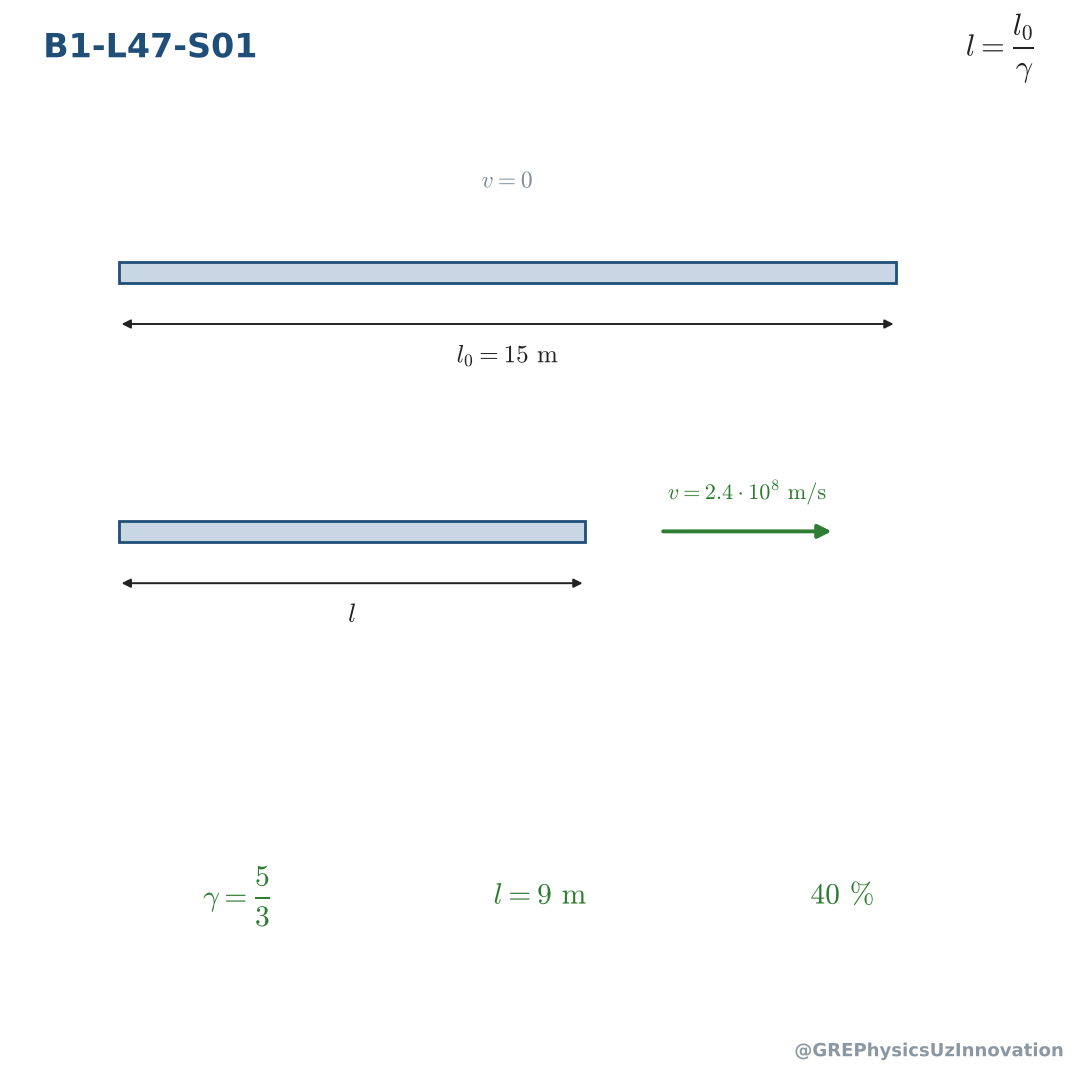 B1-L47-S01
l = l₀/γ
v = 0
l₀ = 15 m
v = 2.4 · 10⁸ m/s
l
γ = 5/3
l = 9 m
40 %
@GREPhysicsUzInnovation